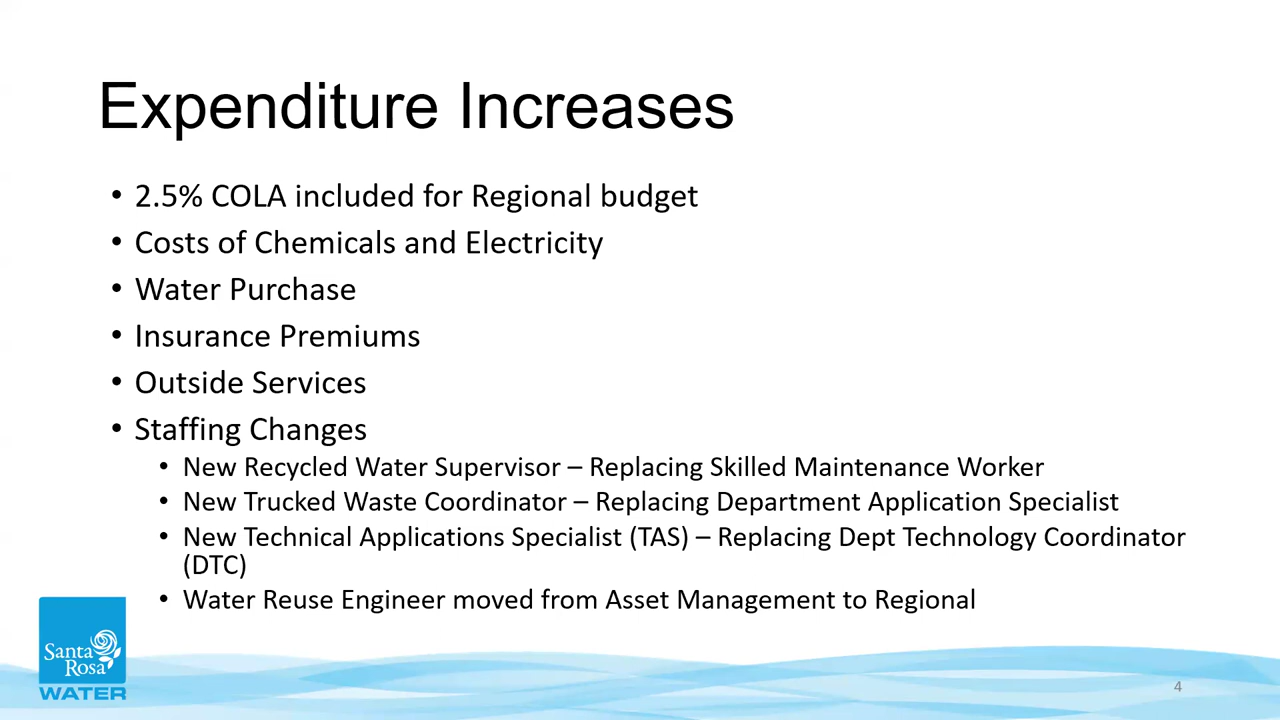 Expenditure Increases
• 2.5% COLA included for Regional budget
• Costs of Chemicals and Electricity
• Water Purchase
• Insurance Premiums
• Outside Services
• Staffing Changes
• New Recycled Water Supervisor – Replacing Skilled Maintenance Worker
• New Trucked Waste Coordinator – Replacing Department Application Specialist
• New Technical Applications Specialist (TAS) – Replacing Dept Technology Coordinator
(DTC)
• Water Reuse Engineer moved from Asset Management to Regional
Santa
Rosa
WATER
4